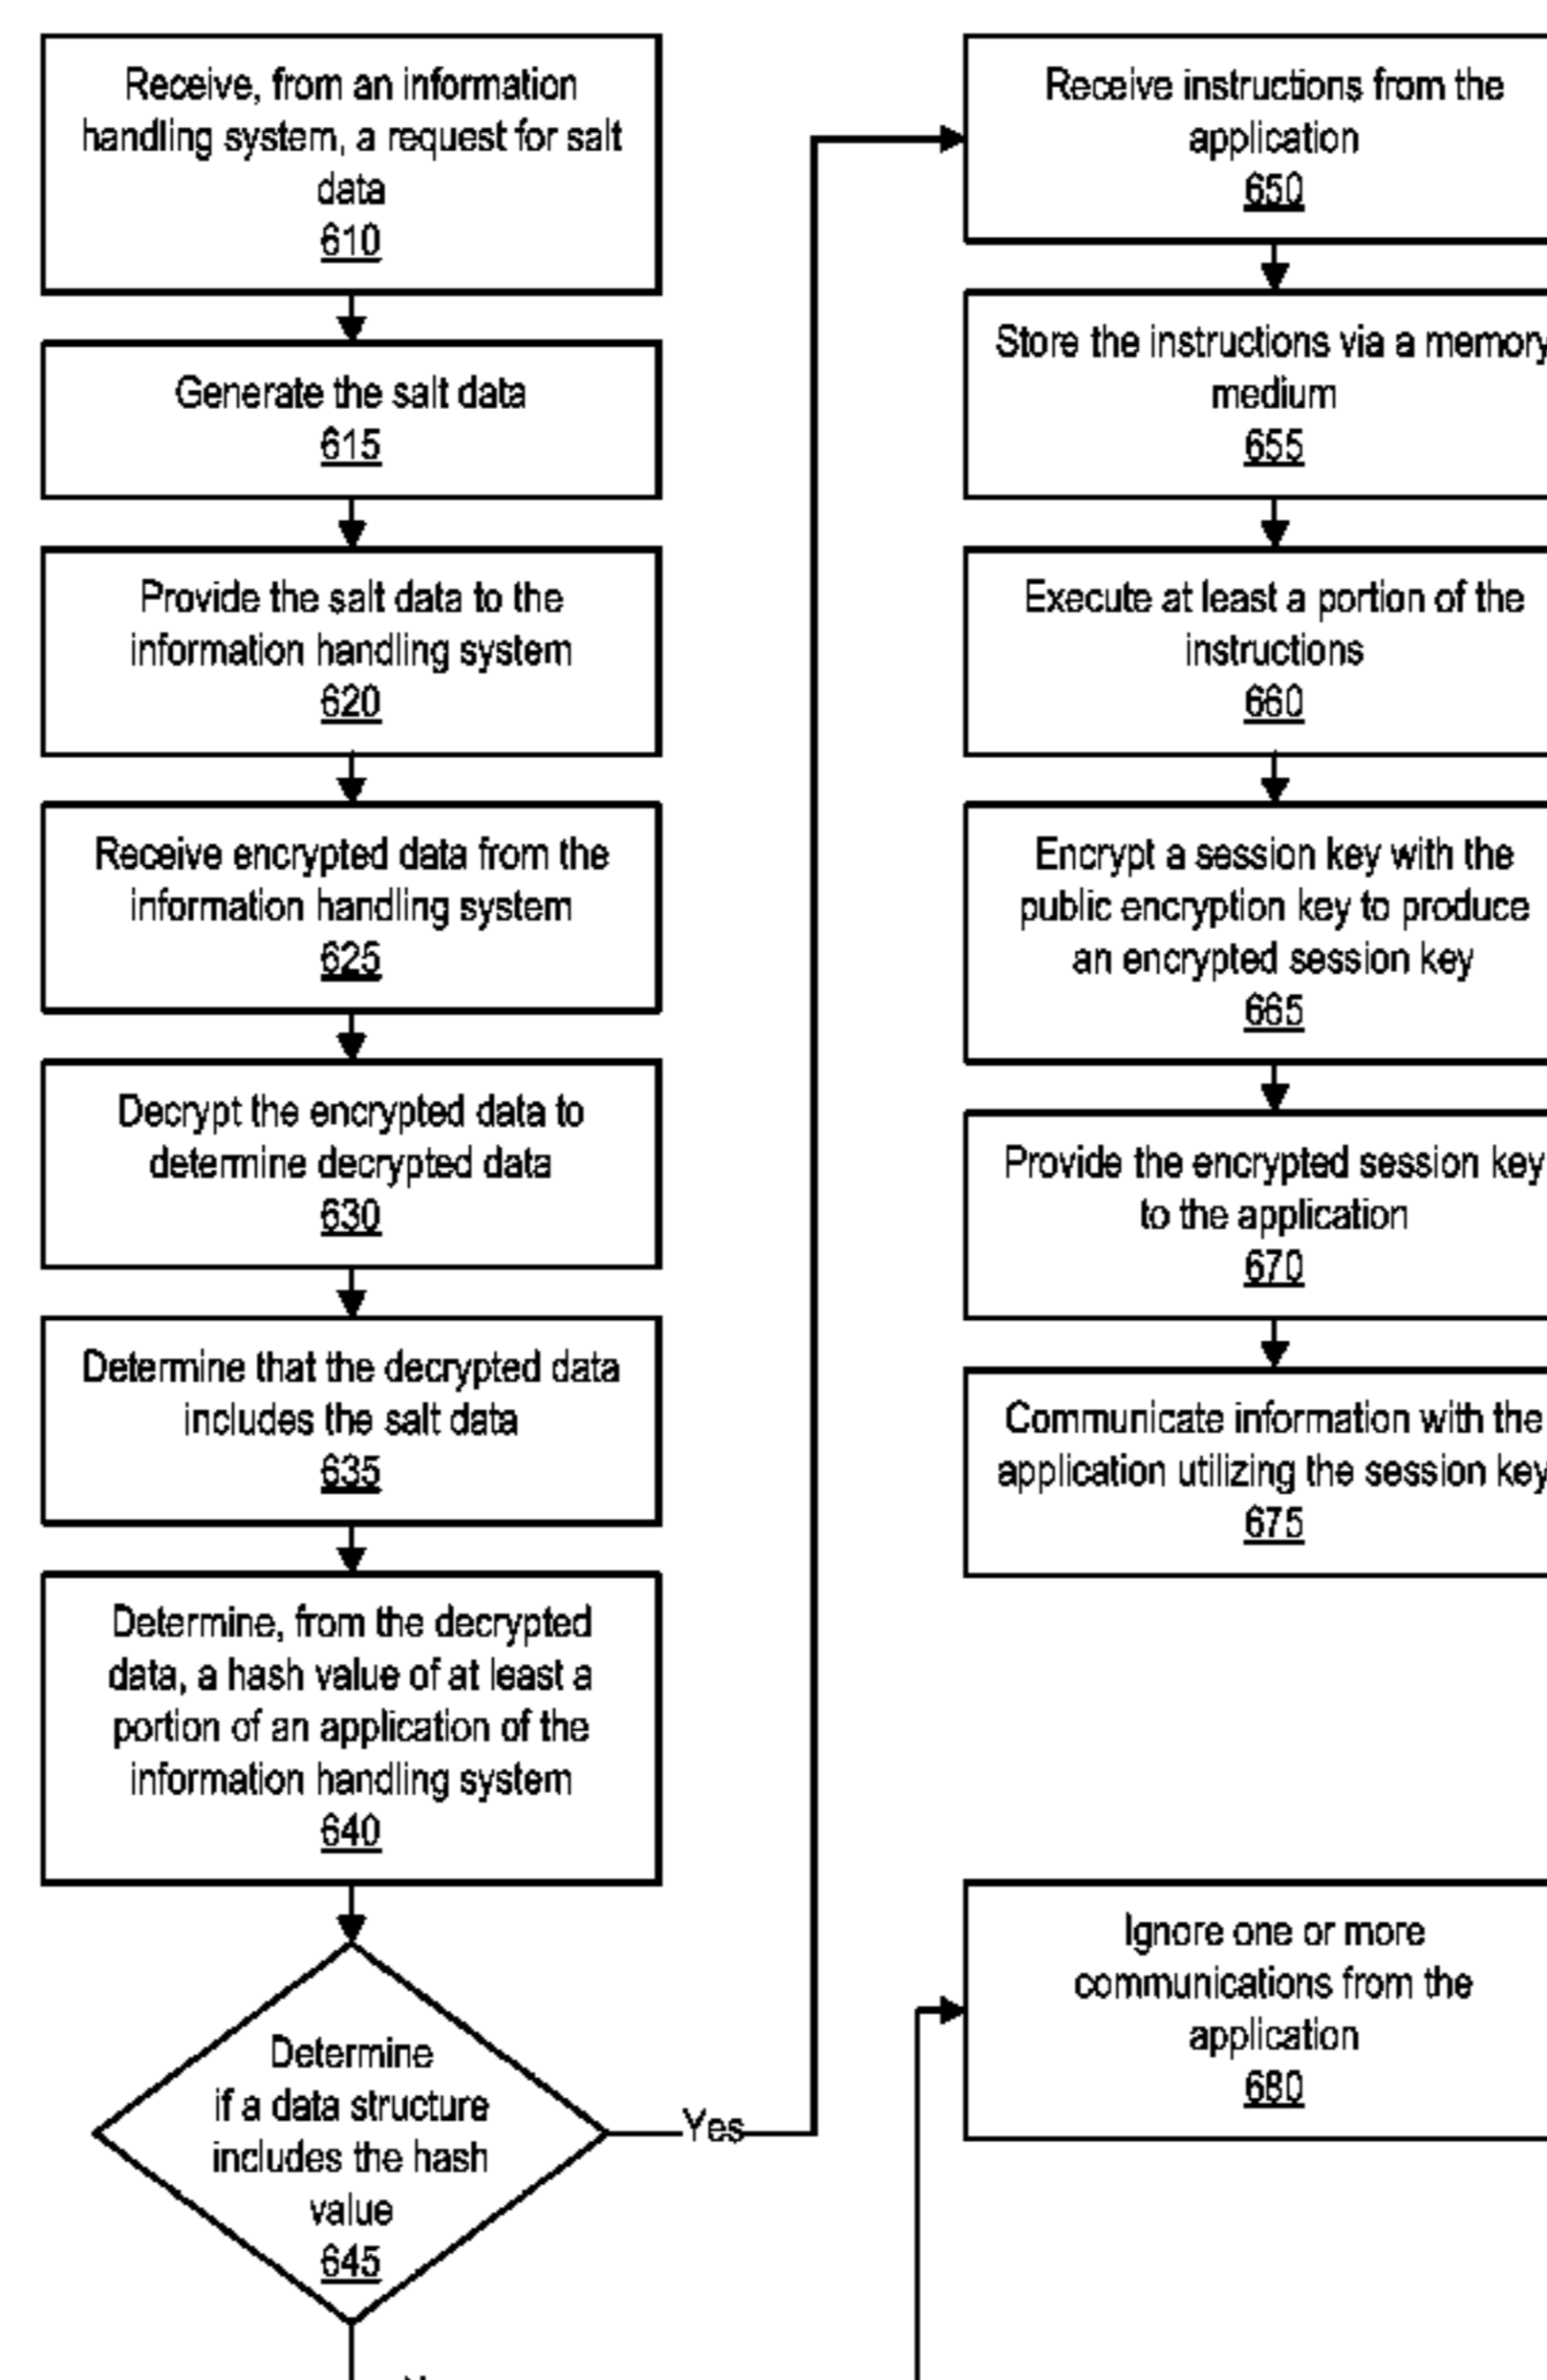 Receive, from an information
handling system, a request for salt
data
610
Generate the salt data
615
Provide the salt data to the
information handling system
620
Receive encrypted data from the
information handling system
625
Decrypt the encrypted data to
determine decrypted data
630
Determine that the decrypted data
includes the salt data
635
Determine, from the decrypted
data, a hash value of at least a
portion of an application of the
information handling system
640
Determine
if a data structure
includes the hash
value
645
Yes
Receive instructions from the
application
650
Store the instructions via a memory
medium
655
Execute at least a portion of the
instructions
660
Encrypt a session key with the
public encryption key to produce
an encrypted session key
665
Provide the encrypted session key
to the application
670
Communicate information with the
application utilizing the session key
675
Ignore one or more
communications from the
application
680